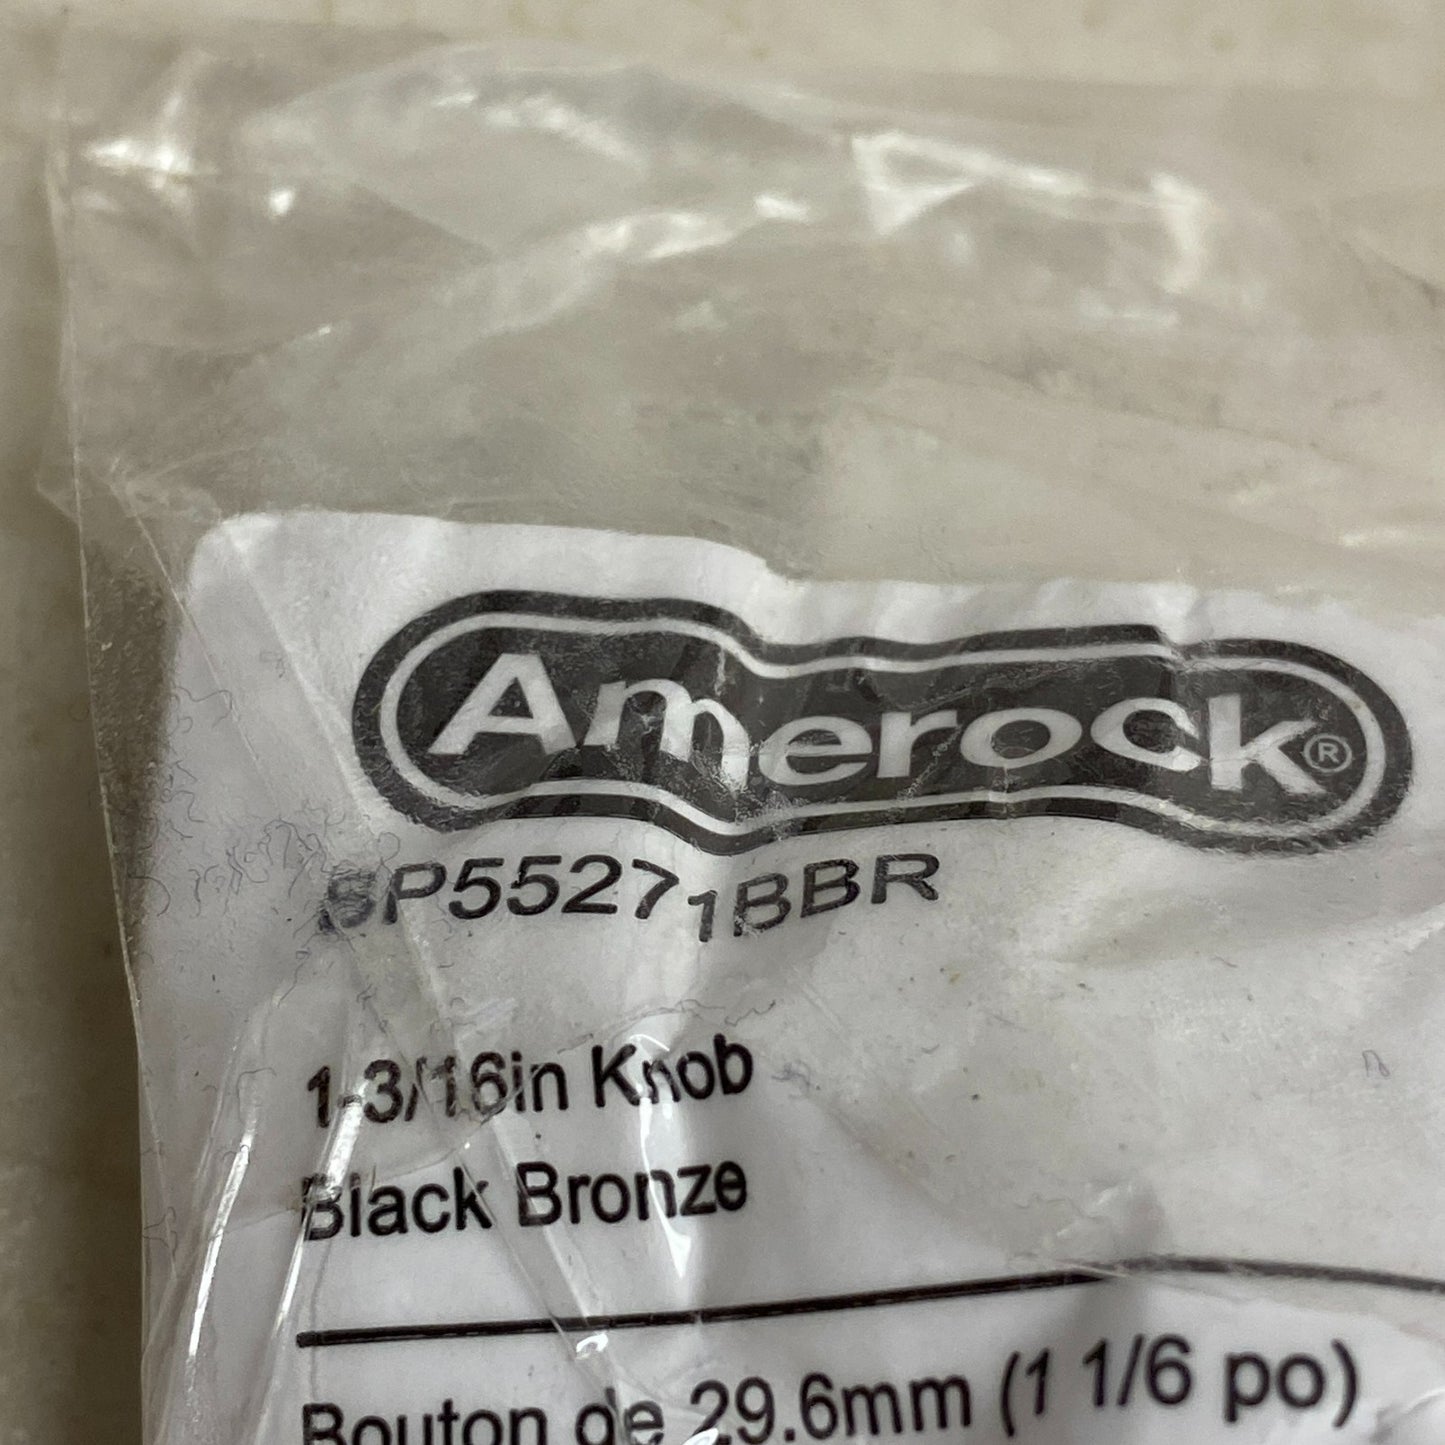 Amerock®
BP55271BBR
1-3/16in Knob
Black Bronze
Bouton de 29.6mm (1 1/6 po)